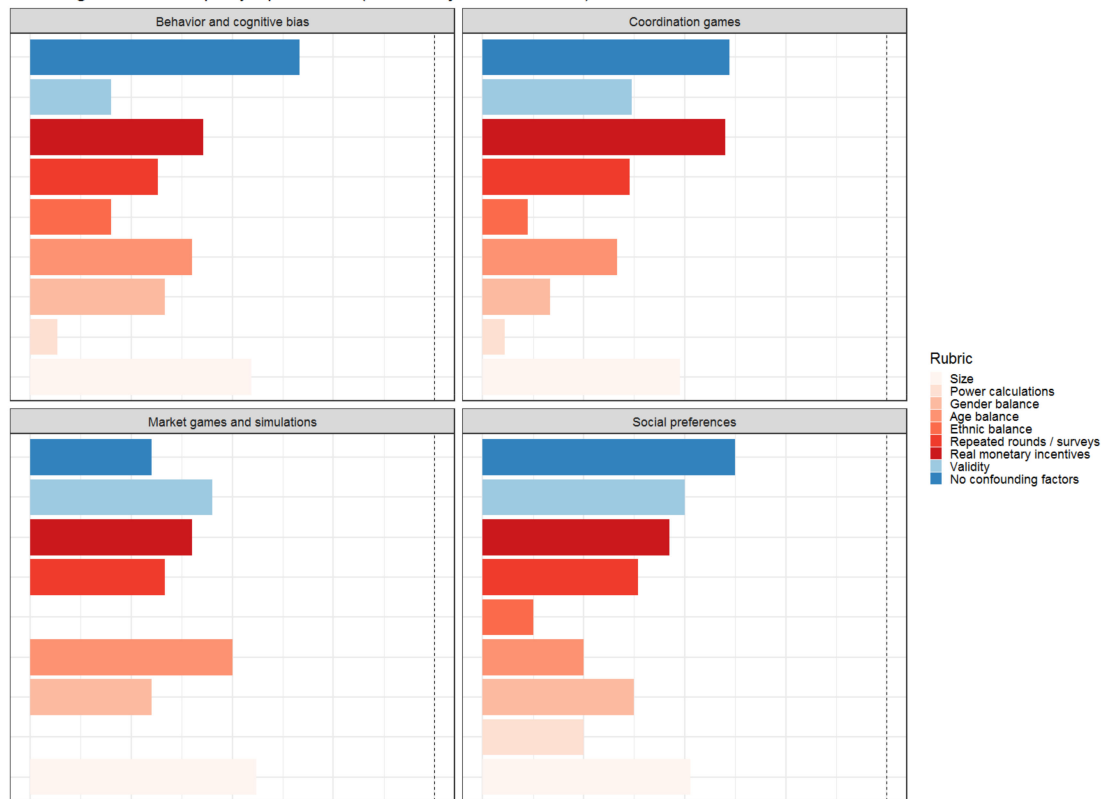 Behavior and cognitive bias
Coordination games
Market games and simulations
Social preferences
Rubric
Size
Power calculations
Gender balance
Age balance
Ethnic balance
Repeated rounds / surveys
Real monetary incentives
Validity
No confounding factors